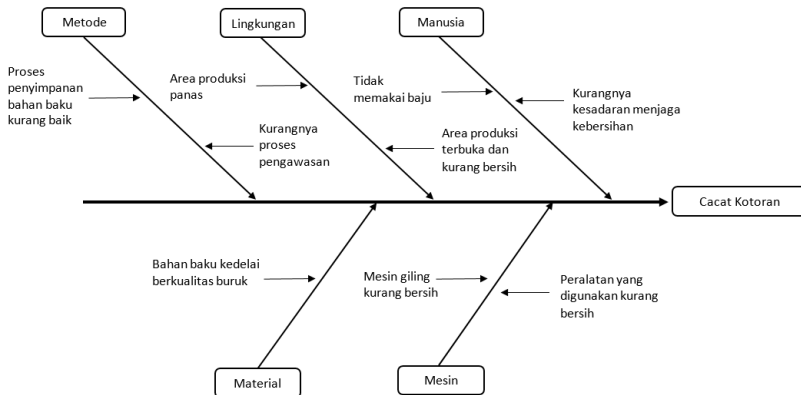 Metode
Lingkungan
Manusia
Proses
penyimpanan
bahan baku
kurang baik
Area produksi
panas
Tidak
memakai baju
Kurangnya
kesadaran menjaga
kebersihan
Kurangnya
proses
pengawasan
Area produksi
terbuka dan
kurang bersih
Cacat Kotoran
Bahan baku kedelai
berkualitas buruk
Mesin giling
kurang bersih
Peralatan yang
digunakan kurang
bersih
Material
Mesin